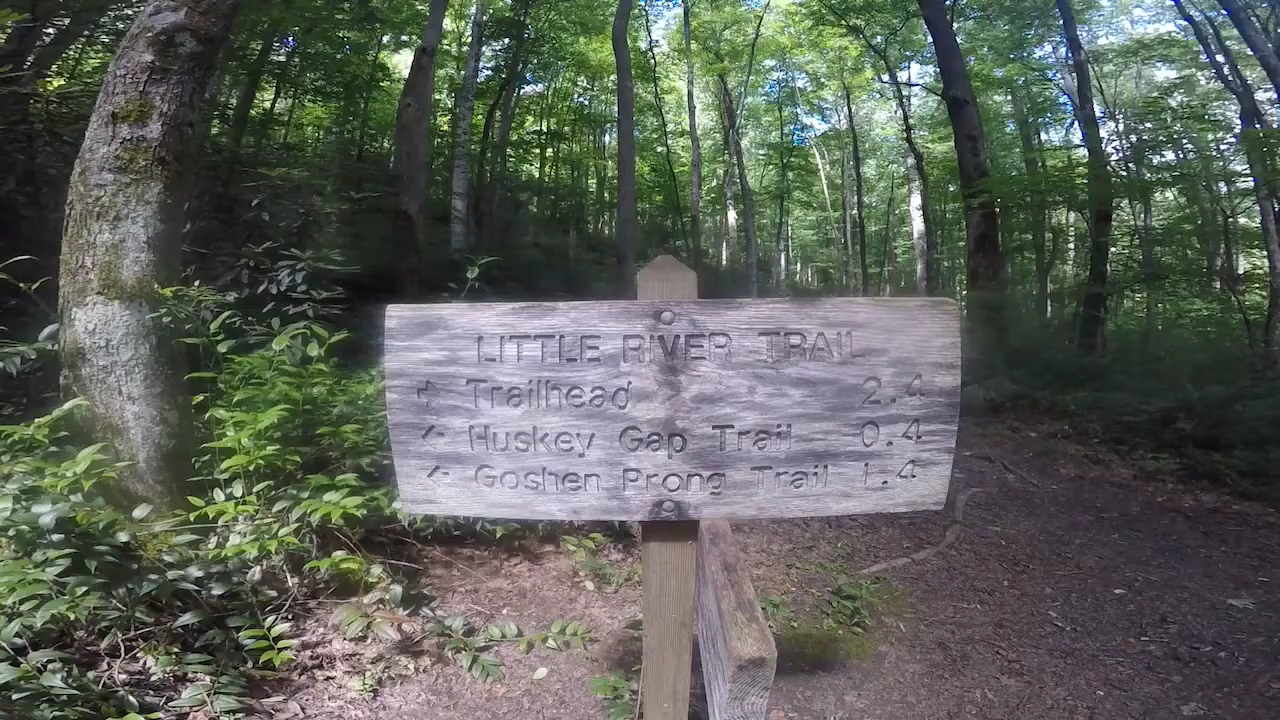 LITTLE RIVER TRAIL
← Trailhead 2.4
← Huskey Gap Trail 0.4
← Goshen Prong Trail 1.4